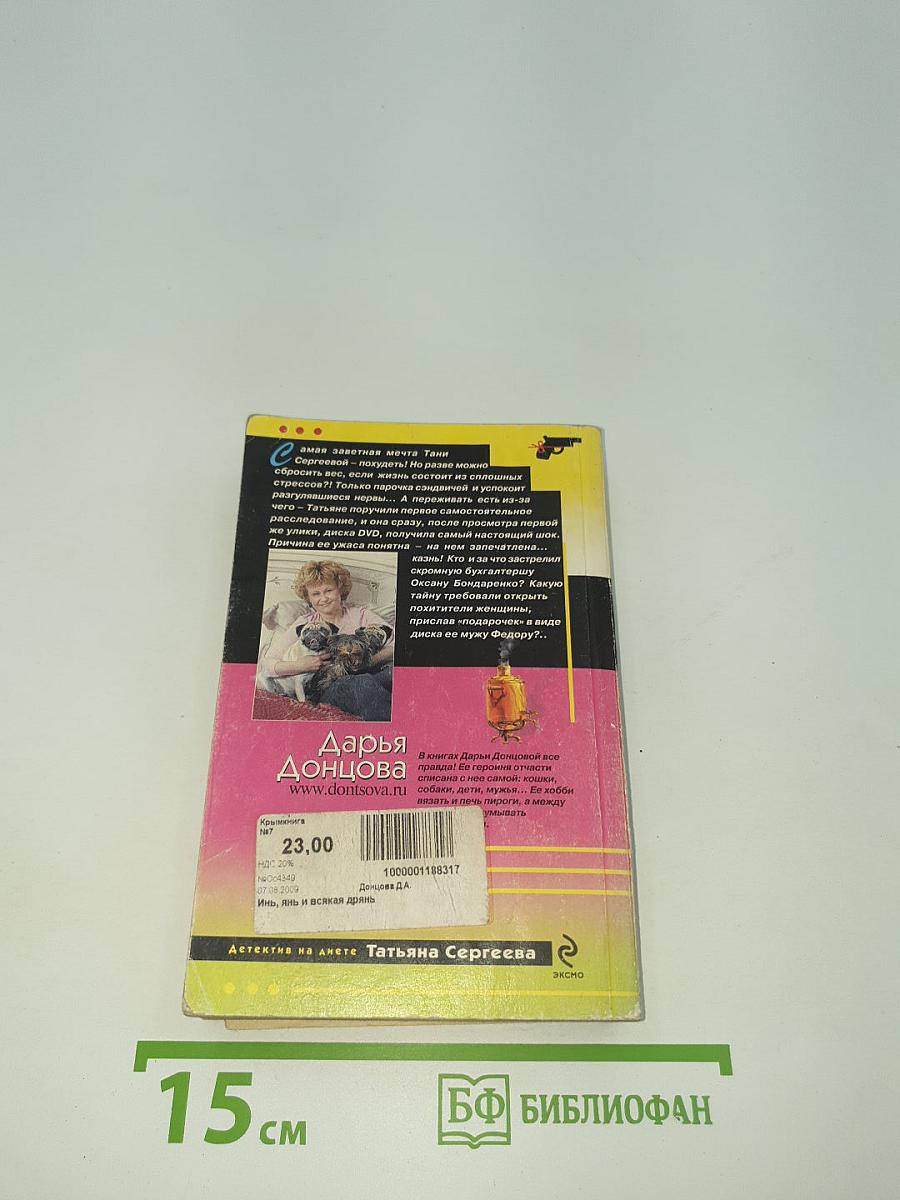 Самая заветная мечта Тани
Сергеевой – похудеть! Но разве можно
сбросить вес, если жизнь состоит из сплошных
стрессов?! Только парочка сэндвичей и успокоит
разгулявшиеся нервы... А переживать есть из-за
чего – Татьяне поручили первое самостоятельное
расследование, и она сразу, после просмотра первой
же улики, диска DVD, получила самый настоящий шок.
Причина ее ужаса понятна – на нем запечатлена...
казнь! Кто и за что застрелил
скромную бухгалтершу
Оксану Бондаренко? Какую
тайну требовали открыть
похитители женщины,
прислав «подарочек» в виде
диска ее мужу Федору?..
Дарья
Донцова
www.dontsova.ru
В книгах Дарьи Донцовой все
правда! Ее героиня отчасти
списана с нее самой: кошки,
собаки, дети, мужья... Ее хобби
вязать и печь пироги, а между
Крымкнига
№7
23,00
НДС 20%
07.08.2009
1000001188317
Донцова Д.А.
Инь, янь и всякая дрянь
Детектив на диете Татьяна Сергеева
ЭКСМО
15 см
БФ БИБЛИОФАН